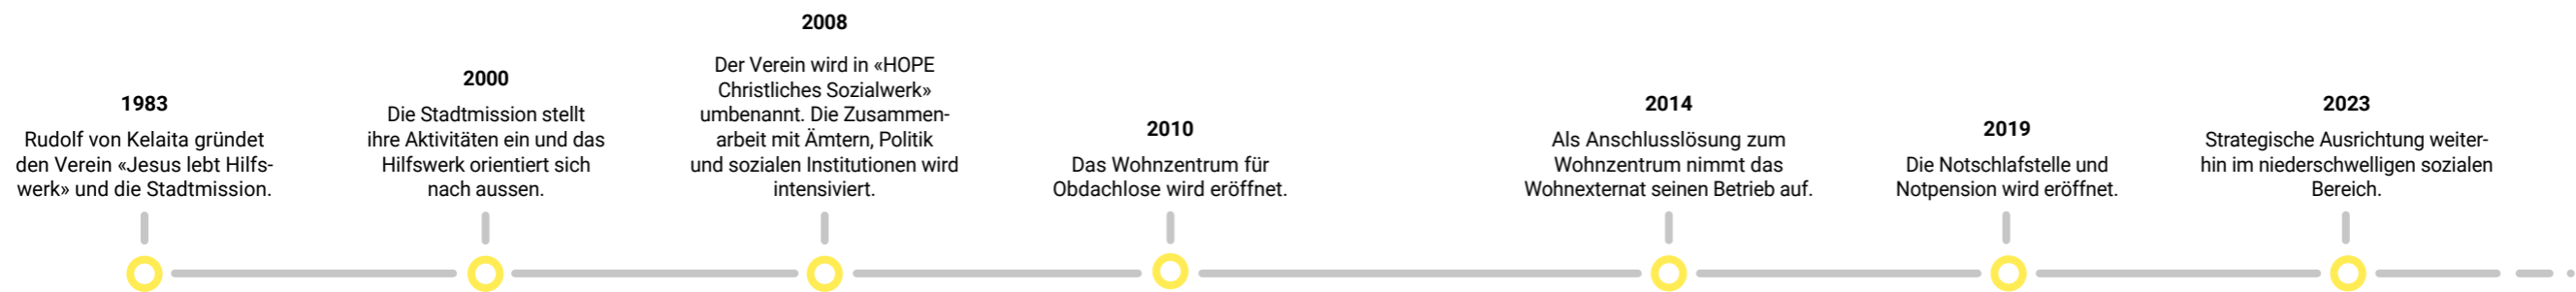 1983
Rudolf von Kelaita gründet
den Verein «Jesus lebt Hilfs-
werk» und die Stadtmission.
2000
Die Stadtmission stellt
ihre Aktivitäten ein und das
Hilfswerk orientiert sich
nach aussen.
2008
Der Verein wird in «HOPE
Christliches Sozialwerk»
umbenannt. Die Zusammen-
arbeit mit Ämtern, Politik
und sozialen Institutionen wird
intensiviert.
2010
Das Wohnzentrum für
Obdachlose wird eröffnet.
2014
Als Anschlusslösung zum
Wohnzentrum nimmt das
Wohnexternat seinen Betrieb auf.
2019
Die Notschlafstelle und
Notpension wird eröffnet.
2023
Strategische Ausrichtung weiter-
hin im niederschwelligen sozialen
Bereich.